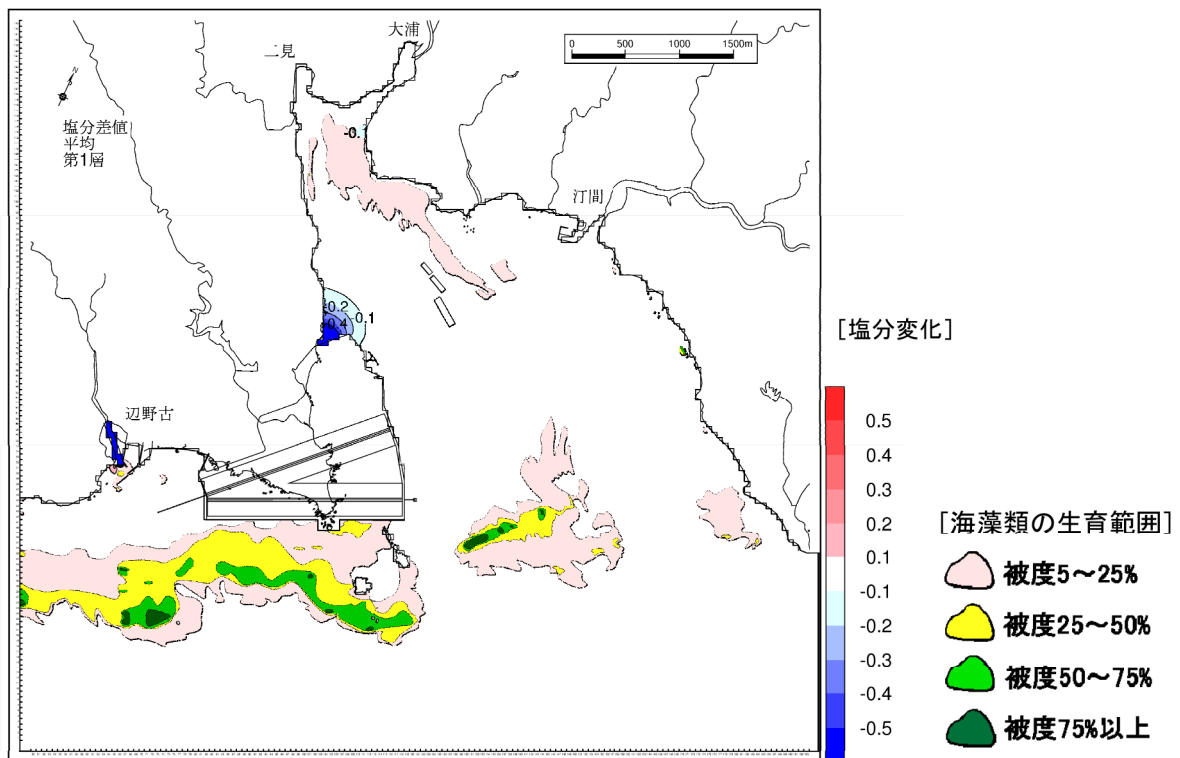 大浦
二見
0 500 1000 1500m
N
塩分差値
平均
第1層
-0.1
汀間
-0.2
-0.1
-0.4
辺野古
[塩分変化]
0.5
0.4
0.3
0.2
0.1
-0.1
-0.2
-0.3
-0.4
-0.5
[海藻類の生育範囲]
被度5～25%
被度25～50%
被度50～75%
被度75%以上